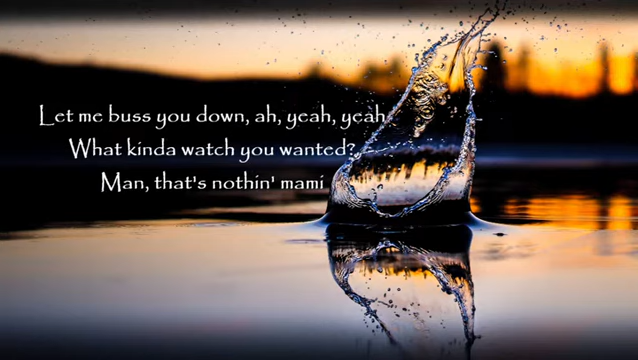 Let me buss you down, ah, yeah, yeah
What kinda watch you wanted?
Man, that's nothin' mami